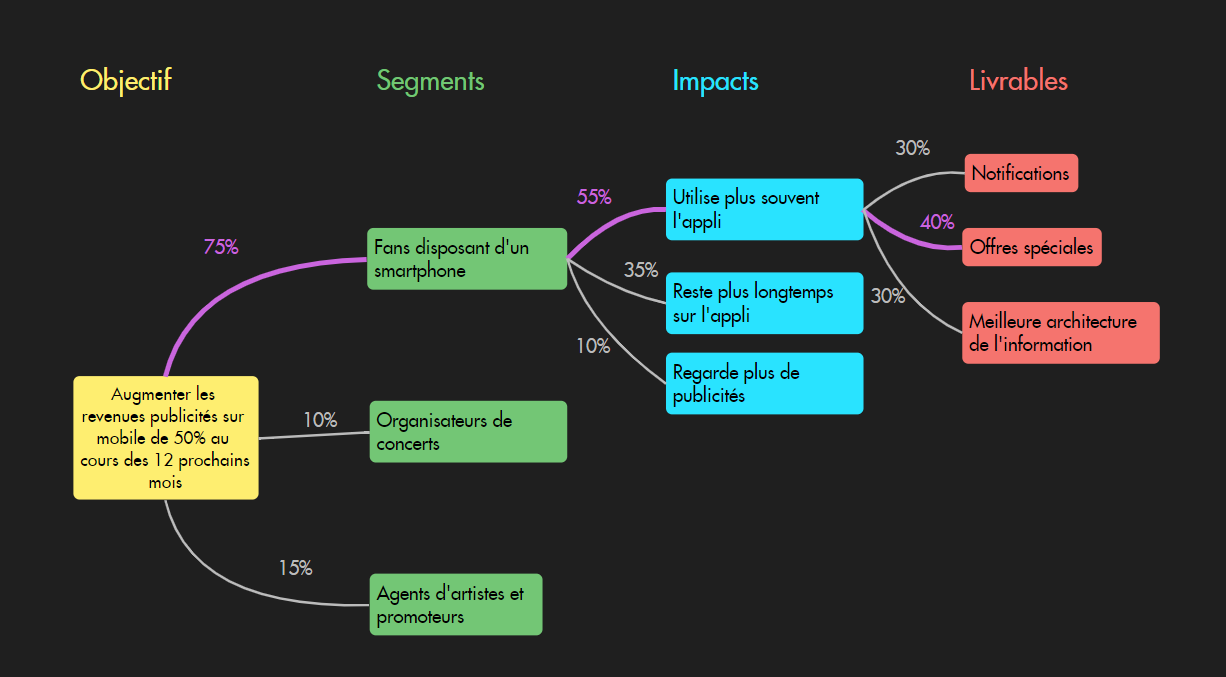 Objectif
Segments
Impacts
Livrables
30%
Notifications
55%
Utilise plus souvent
l'appli
40%
Offres spéciales
75%
Fans disposant d'un
smartphone
35%
Reste plus longtemps
sur l'appli
30%
Meilleure architecture
de l'information
10%
Regarde plus de
publicités
Augmenter les
revenues publicités sur
mobile de 50% au
cours des 12 prochains
mois
10%
Organisateurs de
concerts
15%
Agents d'artistes et
promoteurs